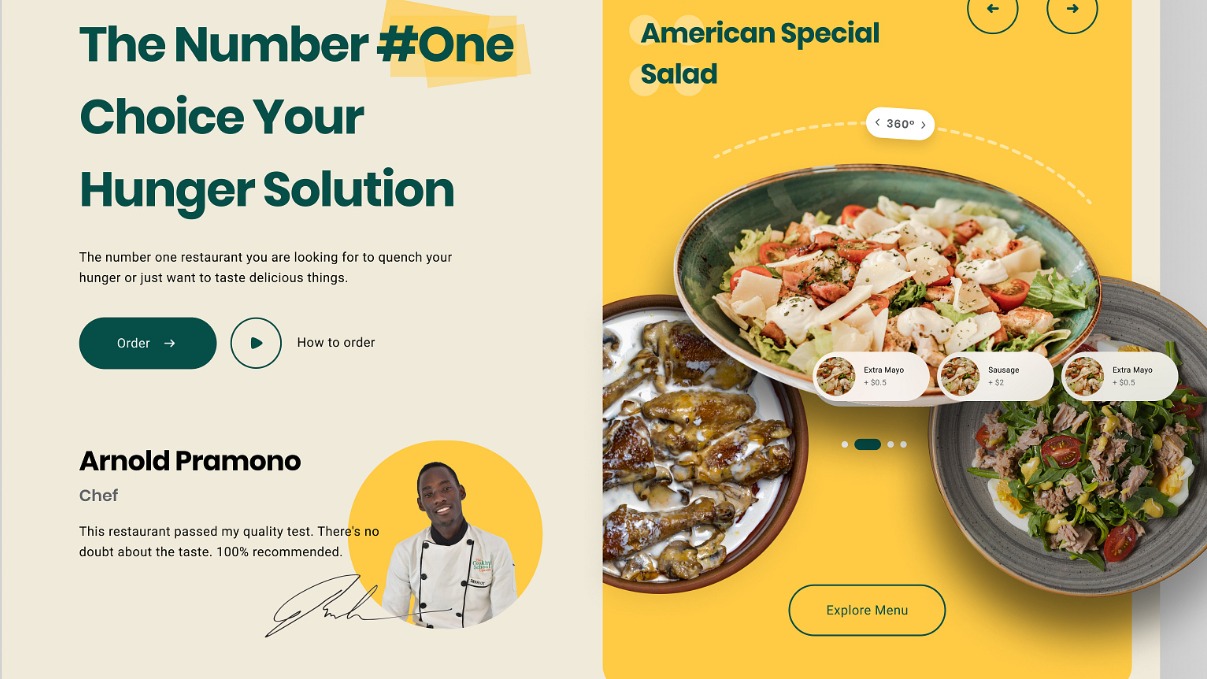 The Number #One
Choice Your
Hunger Solution
The number one restaurant you are looking for to quench your
hunger or just want to taste delicious things.
Order
How to order
Arnold Pramono
Chef
This restaurant passed my quality test. There's no
doubt about the taste. 100% recommended.
American Special
Salad
360°
Extra Mayo
+ $0.5
Sausage
+ $2
Extra Mayo
+ $0.5
Explore Menu